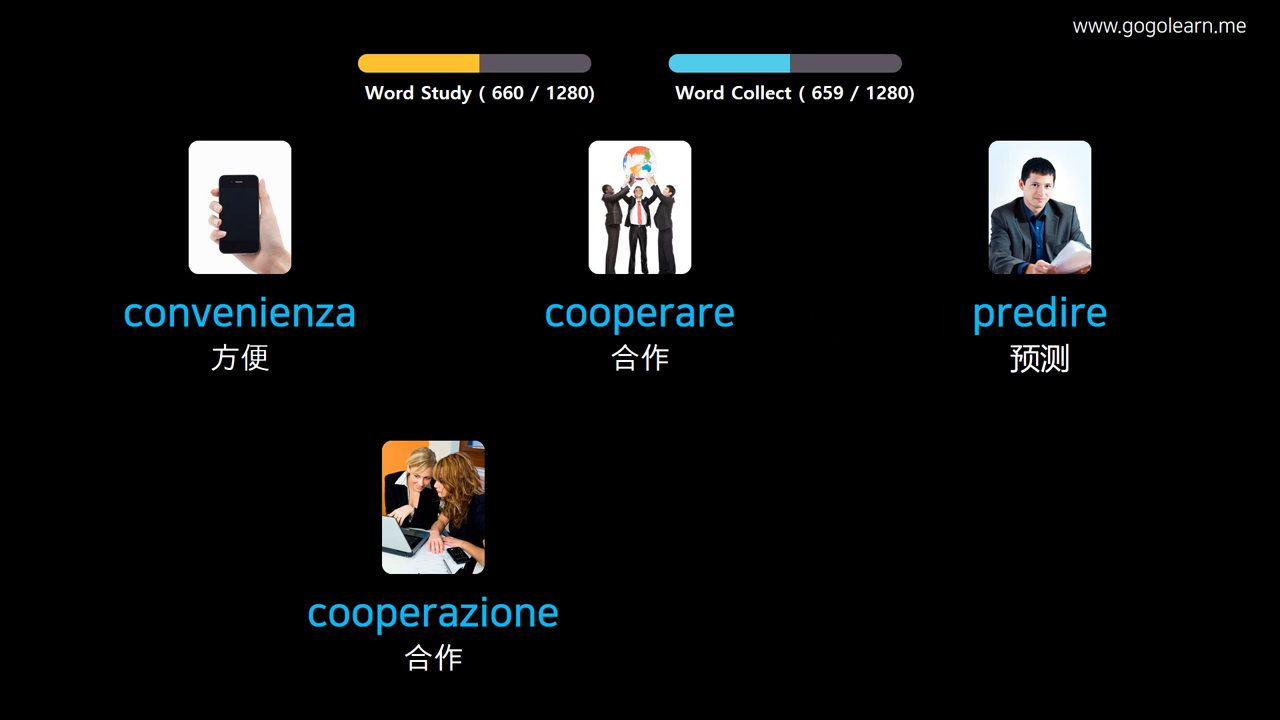 www.gogolearn.me
Word Study ( 660 / 1280)
Word Collect ( 659 / 1280)
convenienza
方便
cooperare
合作
predire
预测
cooperazione
合作